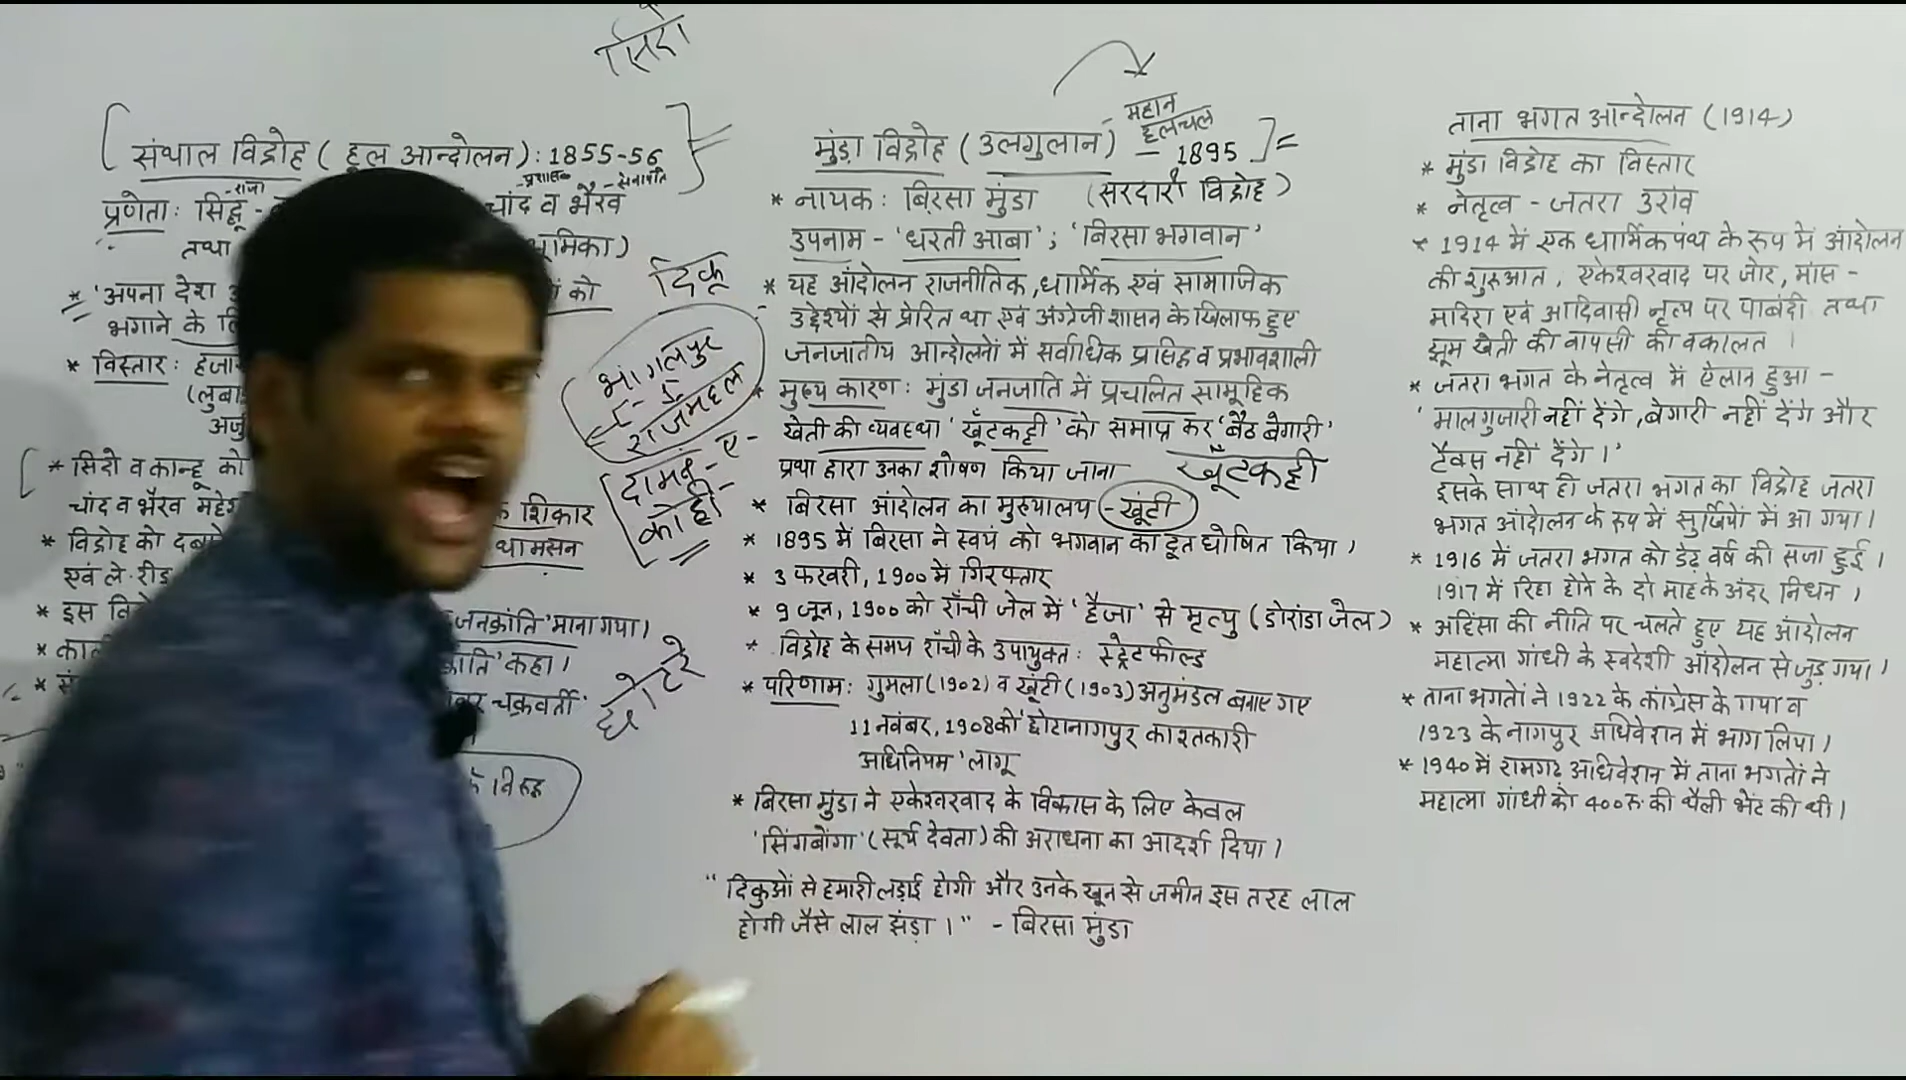 सिदो
संथाल विद्रोह ( हूल आन्दोलन ) : 1855-56
-राजा -प्रशासक -सेनापति
प्रणेता : सिद्धू - चांद व भैरव
तथा भूमिका )
* 'अपना देश को
भगाने के
* विस्तार :
* सिदो व कान्हू को
चांद व भैरव शिकार
* विद्रोह को थामसन
एवं ले. रीड
* इस जनक्रांति' माना गया।
* क्रांति' कहा।
* चक्रवर्ती
के विरुद्ध
दिकू
भागलपुर
से
राजमहल
दामन-ए-
कोही
घाटे
मुंडा विद्रोह ( उलगुलान ) - महान हलचल
- 1895
* नायक : बिरसा मुंडा ( सरदारी विद्रोह )
उपनाम - 'धरती आबा' ; 'बिरसा भगवान'
* यह आंदोलन राजनीतिक, धार्मिक एवं सामाजिक
उद्देश्यों से प्रेरित था एवं अंग्रेजी शासन के खिलाफ हुए
जनजातीय आन्दोलनों में सर्वाधिक प्रसिद्ध व प्रभावशाली
* मुख्य कारण : मुंडा जनजाति में प्रचलित सामूहिक
खेती की व्यवस्था 'खूँटकट्टी' को समाप्त कर 'बैठ बेगारी'
प्रथा द्वारा उनका शोषण किया जाना खूँटकट्टी
* बिरसा आंदोलन का मुख्यालय - खूंटी
* 1895 में बिरसा ने स्वयं को भगवान का दूत घोषित किया।
* 3 फरवरी, 1900 में गिरफ्तार
* 9 जून, 1900 को राँची जेल में 'हैजा' से मृत्यु ( डोरांडा जेल )
* विद्रोह के समय राँची के उपायुक्त : स्ट्रेटफील्ड
* परिणाम : गुमला (1902) व खूंटी (1903) अनुमंडल बनाए गए
11 नवंबर, 1908 को 'छोटानागपुर काश्तकारी
अधिनियम' लागू
* बिरसा मुंडा ने एकेश्वरवाद के विकास के लिए केवल
'सिंगबोंगा' ( सूर्य देवता ) की अराधना का आदर्श दिया।
" दिकुओं से हमारी लड़ाई होगी और उनके खून से जमीन इस तरह लाल
होगी जैसे लाल झंडा।" - बिरसा मुंडा
ताना भगत आन्दोलन (1914)
* मुंडा विद्रोह का विस्तार
* नेतृत्व - जतरा उरांव
* 1914 में एक धार्मिक पंथ के रूप में आंदोलन
की शुरुआत, एकेश्वरवाद पर जोर, मांस -
मदिरा एवं आदिवासी नृत्य पर पाबंदी तथा
झूम खेती की वापसी की वकालत।
* जतरा भगत के नेतृत्व में ऐलान हुआ -
'मालगुजारी नहीं देंगे, बेगारी नहीं देंगे और
टैक्स नहीं देंगे।'
इसके साथ ही जतरा भगत का विद्रोह जतरा
भगत आंदोलन के रूप में सुर्खियों में आ गया।
* 1916 में जतरा भगत को डेढ़ वर्ष की सजा हुई।
1917 में रिहा होने के दो माह के अंदर निधन।
* अहिंसा की नीति पर चलते हुए यह आंदोलन
महात्मा गांधी के स्वदेशी आंदोलन से जुड़ गया।
* ताना भगतों ने 1922 के कांग्रेस के गया व
1923 के नागपुर अधिवेशन में भाग लिया।
* 1940 में रामगढ़ अधिवेशन में ताना भगतों ने
महात्मा गांधी को 400 रु. की थैली भेंट की थी।